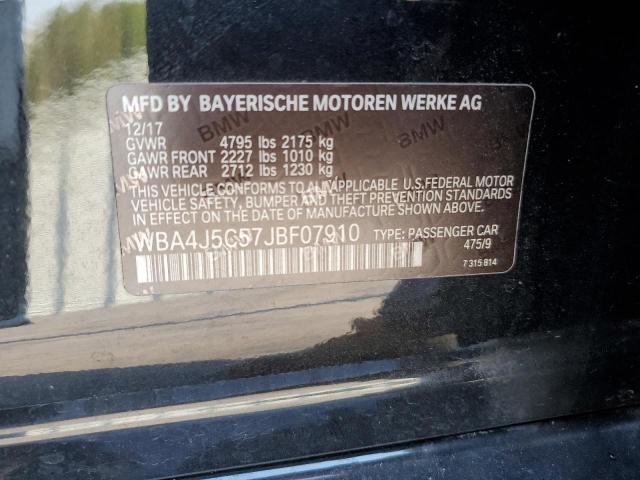 MFD BY BAYERISCHE MOTOREN WERKE AG
12/17
GVWR 4795 lbs 2175 kg
GAWR FRONT 2227 lbs 1010 kg
GAWR REAR 2712 lbs 1230 kg
THIS VEHICLE CONFORMS TO ALL APPLICABLE U.S. FEDERAL MOTOR
VEHICLE SAFETY, BUMPER AND THEFT PREVENTION STANDARDS
IN EFFECT ON THE DATE OF MANUFACTURE SHOWN ABOVE.
WBA4J5C57JBF07910 TYPE: PASSENGER CAR
475/9
7 315 814